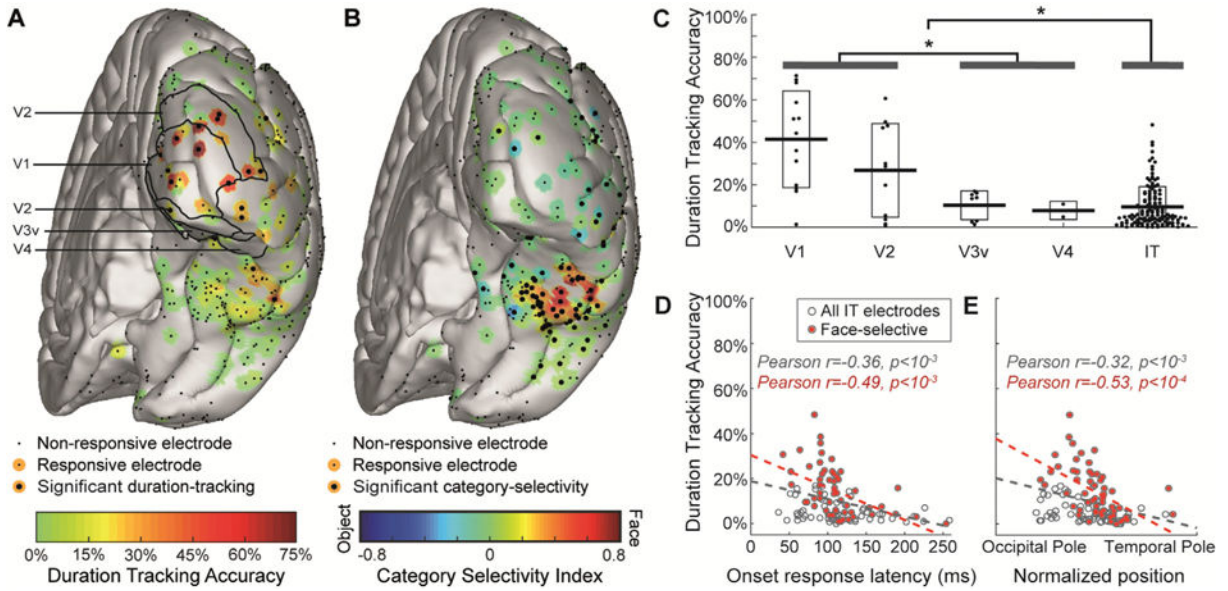 A
V2
V1
V2
V3v
V4
Non-responsive electrode
Responsive electrode
Significant duration-tracking
0% 15% 30% 45% 60% 75%
Duration Tracking Accuracy
B
Non-responsive electrode
Responsive electrode
Significant category-selectivity
Object
Face
-0.8 0 0.8
Category Selectivity Index
C
Duration Tracking Accuracy
100%
80%
60%
40%
20%
0%
* *
V1 V2 V3v V4 IT
D
E
All IT electrodes
Face-selective
Duration Tracking Accuracy
100%
80%
60%
40%
20%
0%
Pearson r=-0.36, p<10-3
Pearson r=-0.49, p<10-3
0 50 100 150 200 250
Onset response latency (ms)
Pearson r=-0.32, p<10-3
Pearson r=-0.53, p<10-4
Occipital Pole Temporal Pole
Normalized position